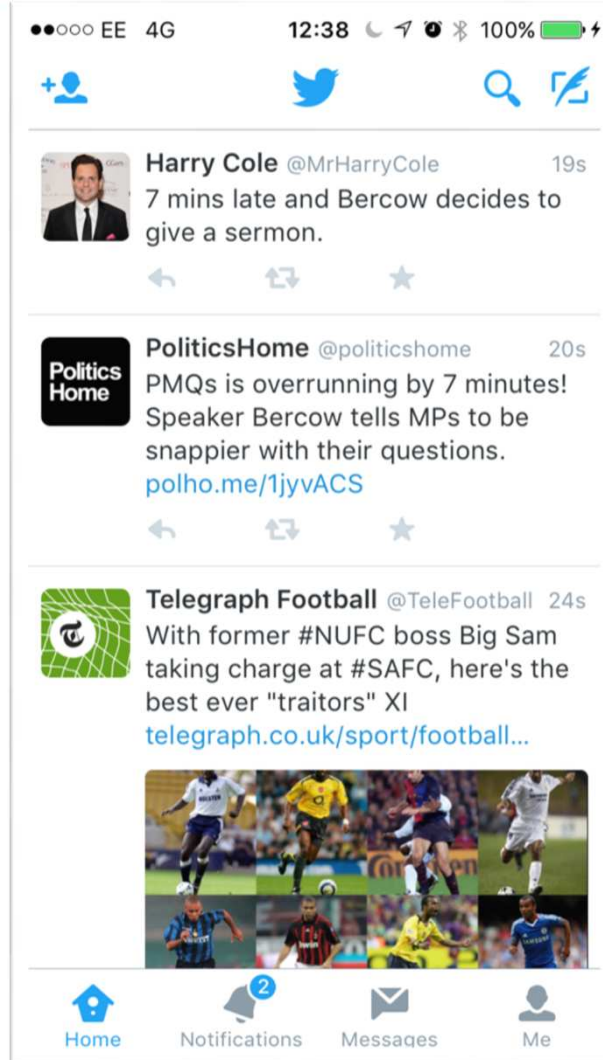 EE 4G 12:38 100%
Harry Cole @MrHarryCole 19s
7 mins late and Bercow decides to
give a sermon.
Politics
Home
PoliticsHome @politicshome 20s
PMQs is overrunning by 7 minutes!
Speaker Bercow tells MPs to be
snappier with their questions.
polho.me/1jyvACS
Telegraph Football @TeleFootball 24s
With former #NUFC boss Big Sam
taking charge at #SAFC, here's the
best ever "traitors" XI
telegraph.co.uk/sport/football...
2
Home Notifications Messages Me